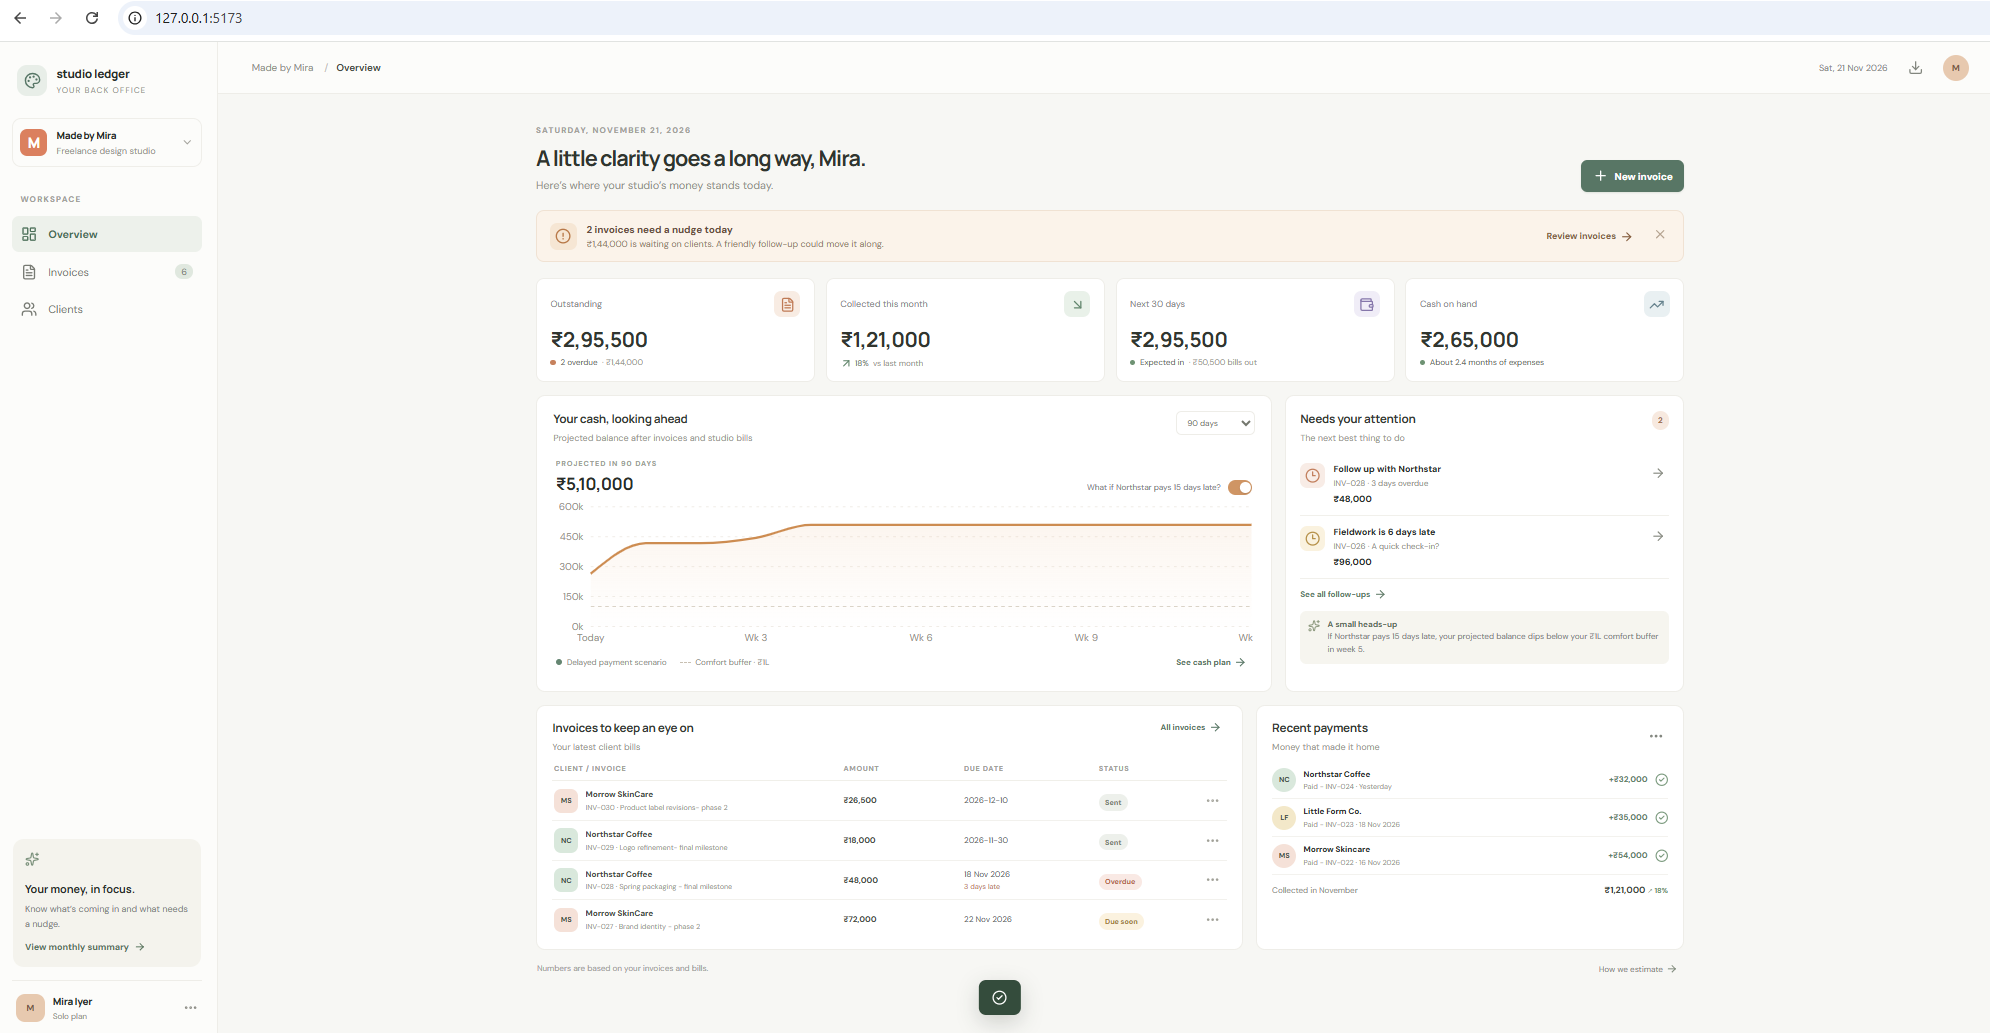 127.0.0.1:5173
studio ledger
YOUR BACK OFFICE
M
Made by Mira
Freelance design studio
WORKSPACE
Overview
Invoices 6
Clients
Your money, in focus.
Know what's coming in and what needs
a nudge.
View monthly summary
M
Mira Iyer
Solo plan
Made by Mira / Overview
Sat, 21 Nov 2026
M
SATURDAY, NOVEMBER 21, 2026
A little clarity goes a long way, Mira.
Here's where your studio's money stands today.
New invoice
2 invoices need a nudge today
₹1,44,000 is waiting on clients. A friendly follow-up could move it along.
Review invoices
Outstanding
₹2,95,500
2 overdue · ₹1,44,000
Collected this month
₹1,21,000
18% vs last month
Next 30 days
₹2,95,500
Expected in · ₹50,500 bills out
Cash on hand
₹2,65,000
About 2.4 months of expenses
Your cash, looking ahead
Projected balance after invoices and studio bills
90 days
PROJECTED IN 90 DAYS
₹5,10,000
What if Northstar pays 15 days late?
600k
450k
300k
150k
0k
Today Wk 3 Wk 6 Wk 9 Wk
Delayed payment scenario
Comfort buffer · ₹1L
See cash plan
Needs your attention
2
The next best thing to do
Follow up with Northstar
INV-028 · 3 days overdue
₹48,000
Fieldwork is 6 days late
INV-026 · A quick check-in?
₹96,000
See all follow-ups
A small heads-up
If Northstar pays 15 days late, your projected balance dips below your ₹1L comfort buffer
in week 5.
Invoices to keep an eye on
Your latest client bills
All invoices
CLIENT / INVOICE AMOUNT DUE DATE STATUS
MS Morrow SkinCare ₹26,500 2026-12-10 Sent
INV-030 · Product label revisions- phase 2
NC Northstar Coffee ₹18,000 2026-11-30 Sent
INV-029 · Logo refinement- final milestone
NC Northstar Coffee ₹48,000 18 Nov 2026 Overdue
INV-028 · Spring packaging - final milestone 3 days late
MS Morrow SkinCare ₹72,000 22 Nov 2026 Due soon
INV-027 · Brand identity - phase 2
Recent payments
Money that made it home
NC Northstar Coffee +₹32,000
Paid - INV-024 · Yesterday
LF Little Form Co. +₹35,000
Paid - INV-023 · 18 Nov 2026
MS Morrow Skincare +₹54,000
Paid - INV-022 · 16 Nov 2026
Collected in November ₹1,21,000 ↗ 18%
Numbers are based on your invoices and bills.
How we estimate